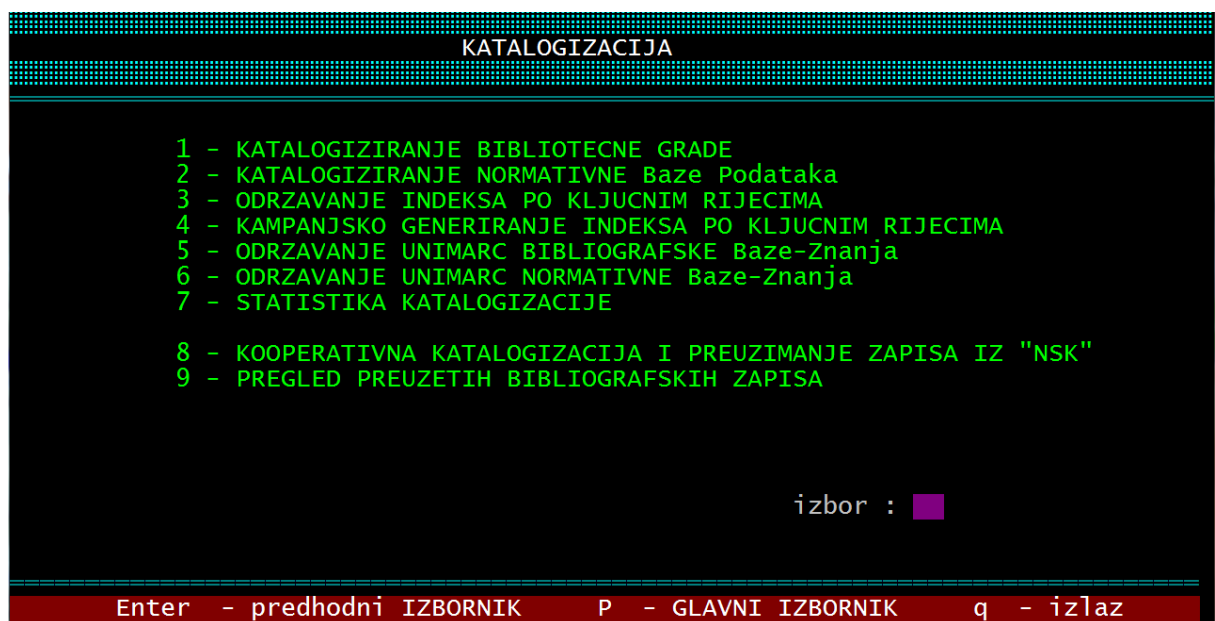 KATALOGIZACIJA
1 - KATALOGIZIRANJE BIBLIOTECNE GRADE
2 - KATALOGIZIRANJE NORMATIVNE Baze Podataka
3 - ODRZAVANJE INDEKSA PO KLJUCNIM RIJECIMA
4 - KAMPANJSKO GENERIRANJE INDEKSA PO KLJUCNIM RIJECIMA
5 - ODRZAVANJE UNIMARC BIBLIOGRAFSKE Baze-Znanja
6 - ODRZAVANJE UNIMARC NORMATIVNE Baze-Znanja
7 - STATISTIKA KATALOGIZACIJE
8 - KOOPERATIVNA KATALOGIZACIJA I PREUZIMANJE ZAPISA IZ "NSK"
9 - PREGLED PREUZETIH BIBLIOGRAFSKIH ZAPISA
izbor :
Enter - predhodni IZBORNIK P - GLAVNI IZBORNIK q - izlaz